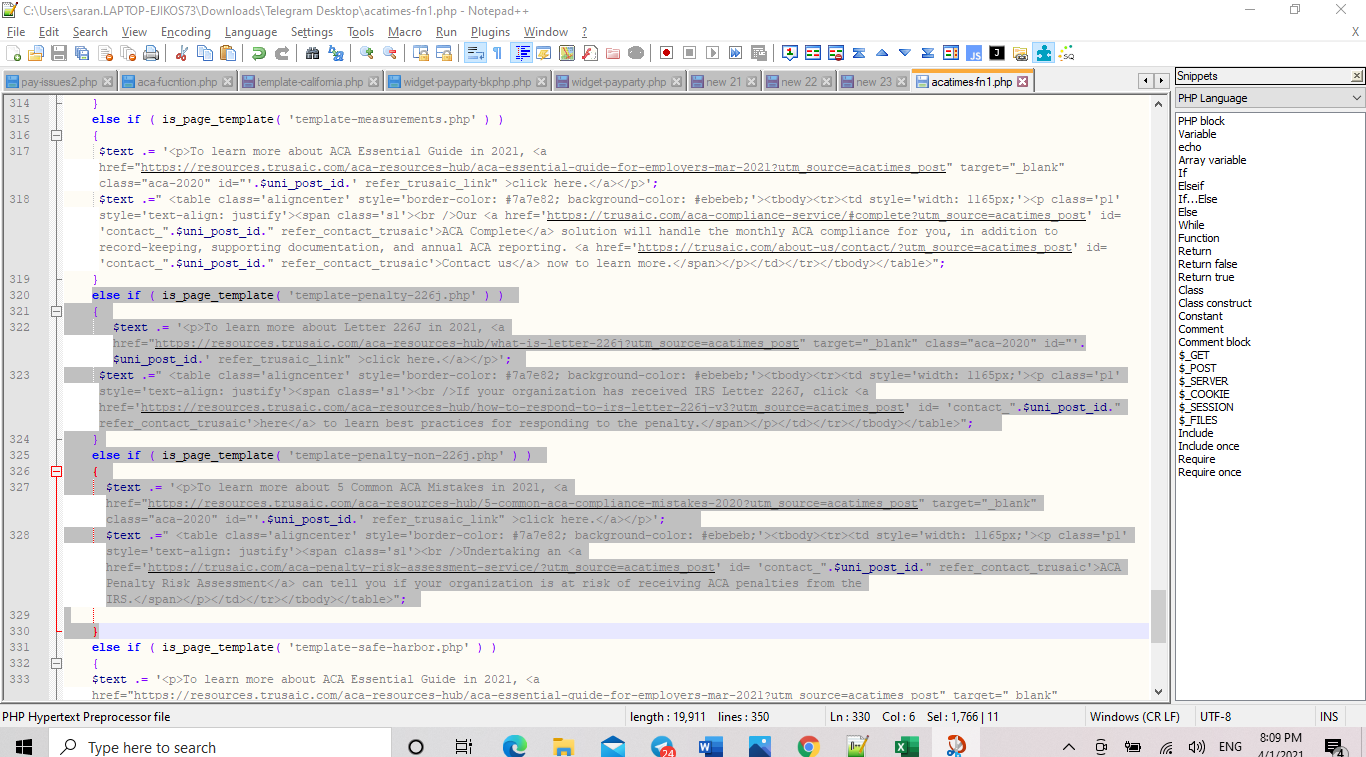 C:\Users\saran.LAPTOP-EJIKOS73\Downloads\Telegram Desktop\acatimes-fn1.php - Notepad++
File Edit Search View Encoding Language Settings Tools Macro Run Plugins Window ?
X
pay-issues2.php aca-fucntion.php template-california.php widget-payparty-bkphp.php widget-payparty.php new 21 new 22 new 23 acatimes-fn1.php
314 }
315 else if ( is_page_template( 'template-measurements.php' ) )
316 {
317 $text .= '<p>To learn more about ACA Essential Guide in 2021, <a
href="https://resources.trusaic.com/aca-resources-hub/aca-essential-guide-for-employers-mar-2021?utm_source=acatimes_post" target="_blank"
class="aca-2020" id="'.$uni_post_id.' refer_trusaic_link" >click here.</a></p>';
318 $text .=" <table class='aligncenter' style='border-color: #7a7e82; background-color: #ebebeb;'><tbody><tr><td style='width: 1165px;'><p class='p1'
style='text-align: justify'><span class='s1'><br />Our <a href='https://trusaic.com/aca-compliance-service/#complete?utm_source=acatimes_post' id=
'contact_".$uni_post_id." refer_contact_trusaic'>ACA Complete</a> solution will handle the monthly ACA compliance for you, in addition to
record-keeping, supporting documentation, and annual ACA reporting. <a href='https://trusaic.com/about-us/contact/?utm_source=acatimes_post' id=
'contact_".$uni_post_id." refer_contact_trusaic'>Contact us</a> now to learn more.</span></p></td></tr></tbody></table>";
319 }
320 else if ( is_page_template( 'template-penalty-226j.php' ) )
321 {
322 $text .= '<p>To learn more about Letter 226J in 2021, <a
href="https://resources.trusaic.com/aca-resources-hub/what-is-letter-226j?utm_source=acatimes_post" target="_blank" class="aca-2020" id="'.
$uni_post_id.' refer_trusaic_link" >click here.</a></p>';
323 $text .=" <table class='aligncenter' style='border-color: #7a7e82; background-color: #ebebeb;'><tbody><tr><td style='width: 1165px;'><p class='p1'
style='text-align: justify'><span class='s1'><br />If your organization has received IRS Letter 226J, click <a
href='https://resources.trusaic.com/aca-resources-hub/how-to-respond-to-irs-letter-226j-v3?utm_source=acatimes_post' id= 'contact_".$uni_post_id."
refer_contact_trusaic'>here</a> to learn best practices for responding to the penalty.</span></p></td></tr></tbody></table>";
324 }
325 else if ( is_page_template( 'template-penalty-non-226j.php' ) )
326 {
327 $text .= '<p>To learn more about 5 Common ACA Mistakes in 2021, <a
href="https://resources.trusaic.com/aca-resources-hub/5-common-aca-compliance-mistakes-2020?utm_source=acatimes_post" target="_blank"
class="aca-2020" id="'.$uni_post_id.' refer_trusaic_link" >click here.</a></p>';
328 $text .=" <table class='aligncenter' style='border-color: #7a7e82; background-color: #ebebeb;'><tbody><tr><td style='width: 1165px;'><p class='p1'
style='text-align: justify'><span class='s1'><br />Undertaking an <a
href='https://trusaic.com/aca-penalty-risk-assessment-service/?utm_source=acatimes_post' id= 'contact_".$uni_post_id." refer_contact_trusaic'>ACA
Penalty Risk Assessment</a> can tell you if your organization is at risk of receiving ACA penalties from the
IRS.</span></p></td></tr></tbody></table>";
329
330 }
331 else if ( is_page_template( 'template-safe-harbor.php' ) )
332 {
333 $text .= '<p>To learn more about ACA Essential Guide in 2021, <a
href="https://resources.trusaic.com/aca-resources-hub/aca-essential-guide-for-employers-mar-2021?utm_source=acatimes_post" target="_blank"
Snippets
PHP Language
PHP block
Variable
echo
Array variable
If
Elseif
If...Else
Else
While
Function
Return
Return false
Return true
Class
Class construct
Constant
Comment
Comment block
$_GET
$_POST
$_SERVER
$_COOKIE
$_SESSION
$_FILES
Include
Include once
Require
Require once
PHP Hypertext Preprocessor file length : 19,911 lines : 350 Ln : 330 Col : 6 Sel : 1,766 | 11 Windows (CR LF) UTF-8 INS
Type here to search
24
ENG
8:09 PM
4/1/2021
4